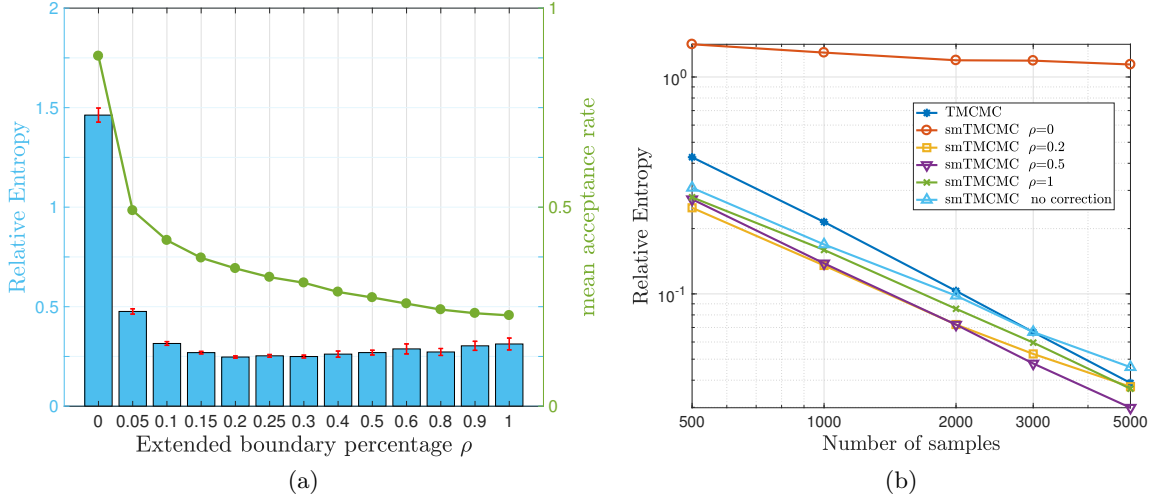 2
1.5
1
0.5
0
Relative Entropy
1
0.5
0
mean acceptance rate
0 0.05 0.1 0.15 0.2 0.25 0.3 0.4 0.5 0.6 0.8 0.9 1
Extended boundary percentage ρ
(a)
10^0
10^-1
Relative Entropy
TMCMC
smTMCMC ρ=0
smTMCMC ρ=0.2
smTMCMC ρ=0.5
smTMCMC ρ=1
smTMCMC no correction
500 1000 2000 3000 5000
Number of samples
(b)